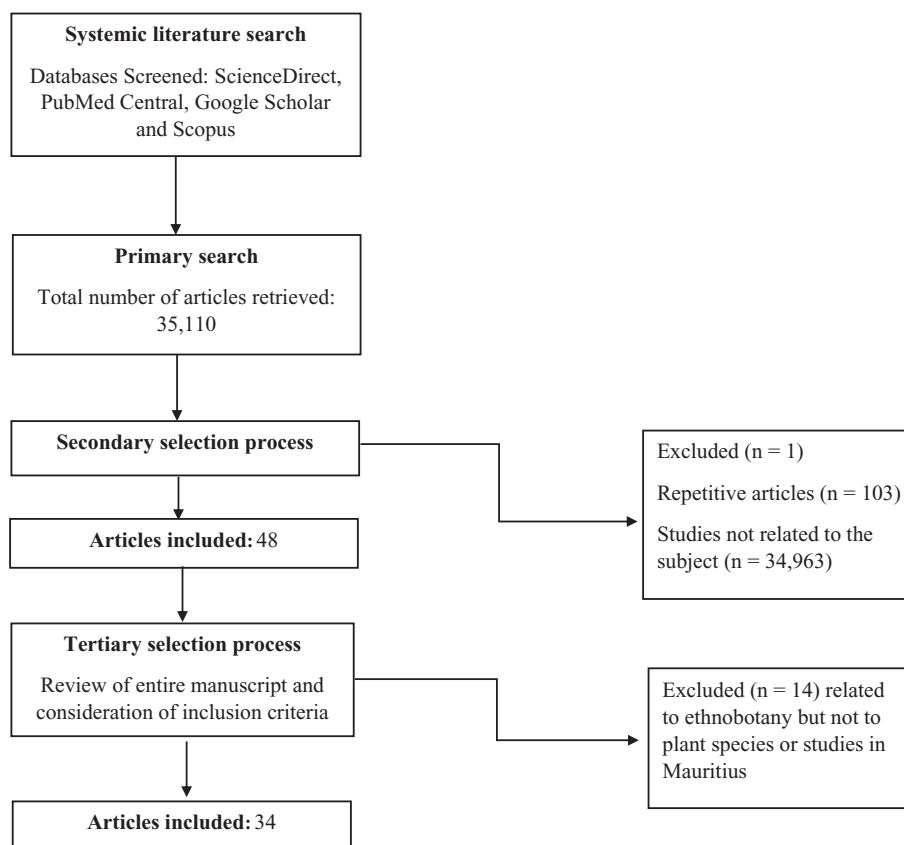 Systemic literature search
Databases Screened: ScienceDirect,
PubMed Central, Google Scholar
and Scopus
Primary search
Total number of articles retrieved:
35,110
Secondary selection process
Excluded (n = 1)
Repetitive articles (n = 103)
Studies not related to the
subject (n = 34,963)
Articles included: 48
Tertiary selection process
Review of entire manuscript and
consideration of inclusion criteria
Excluded (n = 14) related
to ethnobotany but not to
plant species or studies in
Mauritius
Articles included: 34